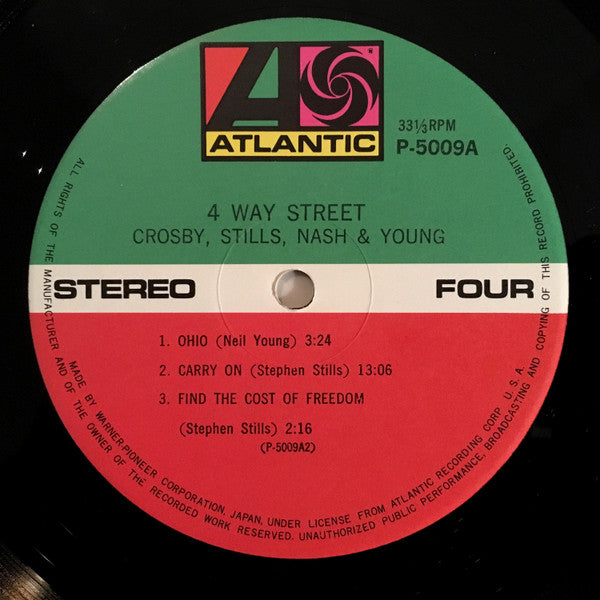 ATLANTIC
33⅓RPM
P-5009A
4 WAY STREET
CROSBY, STILLS, NASH & YOUNG
STEREO
FOUR
1. OHIO (Neil Young) 3:24
2. CARRY ON (Stephen Stills) 13:06
3. FIND THE COST OF FREEDOM
(Stephen Stills) 2:16
(P-5009A2)
ALL RIGHTS OF THE MANUFACTURER AND OF THE OWNER OF THE RECORDED WORK RESERVED. UNAUTHORIZED PUBLIC PERFORMANCE, BROADCASTING AND COPYING OF THIS RECORD PROHIBITED.
MADE BY WARNER-PIONEER CORPORATION, JAPAN, UNDER LICENSE FROM ATLANTIC RECORDING CORP. U.S.A.